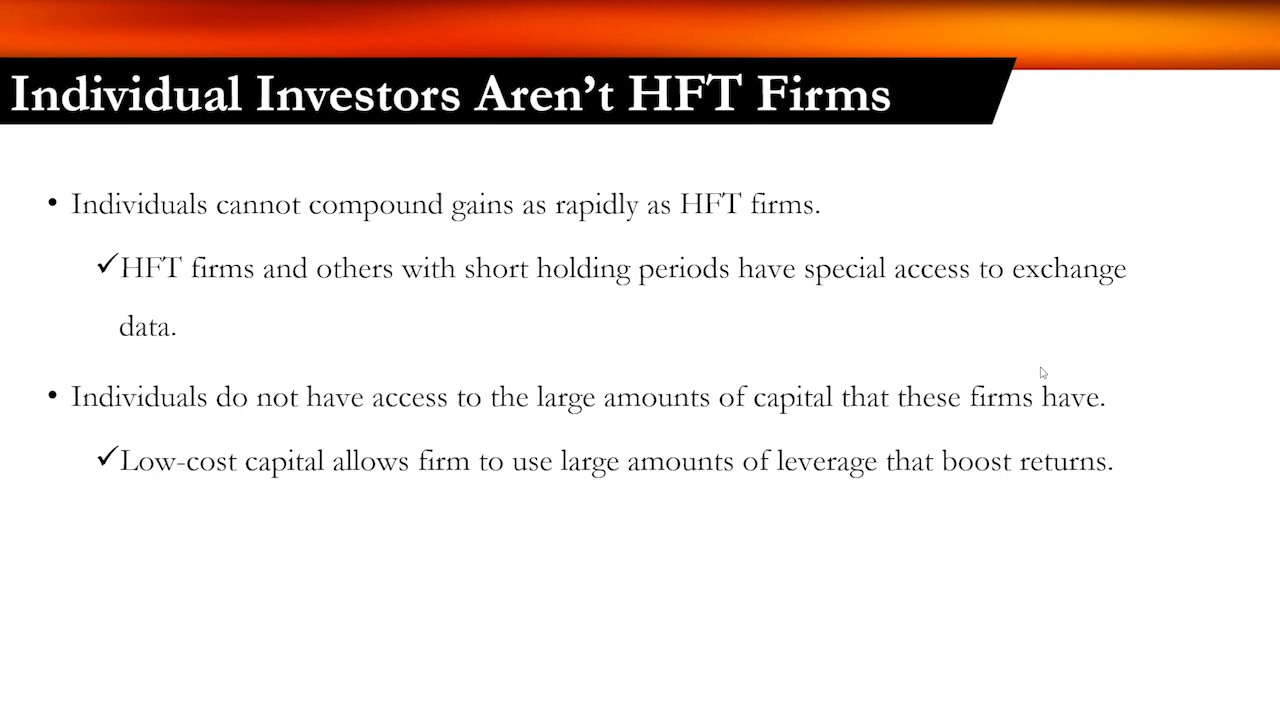 Individual Investors Aren't HFT Firms
• Individuals cannot compound gains as rapidly as HFT firms.
✓HFT firms and others with short holding periods have special access to exchange
data.
• Individuals do not have access to the large amounts of capital that these firms have.
✓Low-cost capital allows firm to use large amounts of leverage that boost returns.